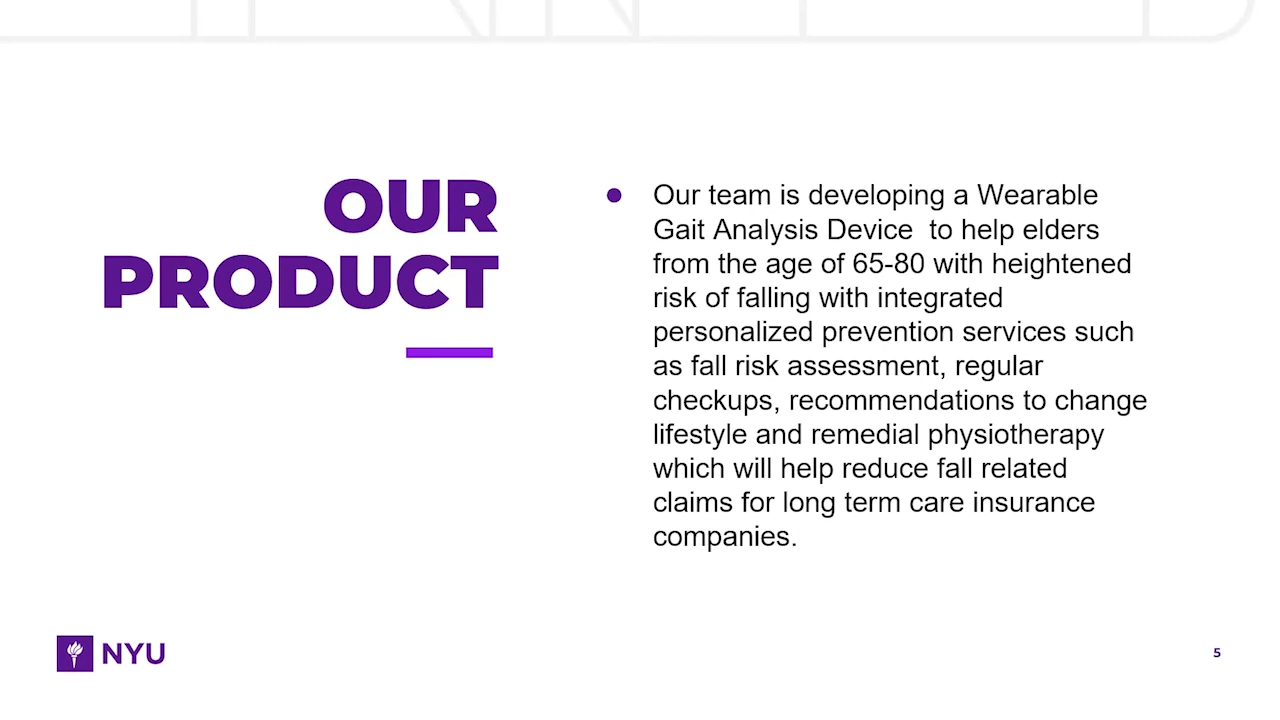 OUR
PRODUCT
● Our team is developing a Wearable
Gait Analysis Device  to help elders
from the age of 65-80 with heightened
risk of falling with integrated
personalized prevention services such
as fall risk assessment, regular
checkups, recommendations to change
lifestyle and remedial physiotherapy
which will help reduce fall related
claims for long term care insurance
companies.
NYU
5